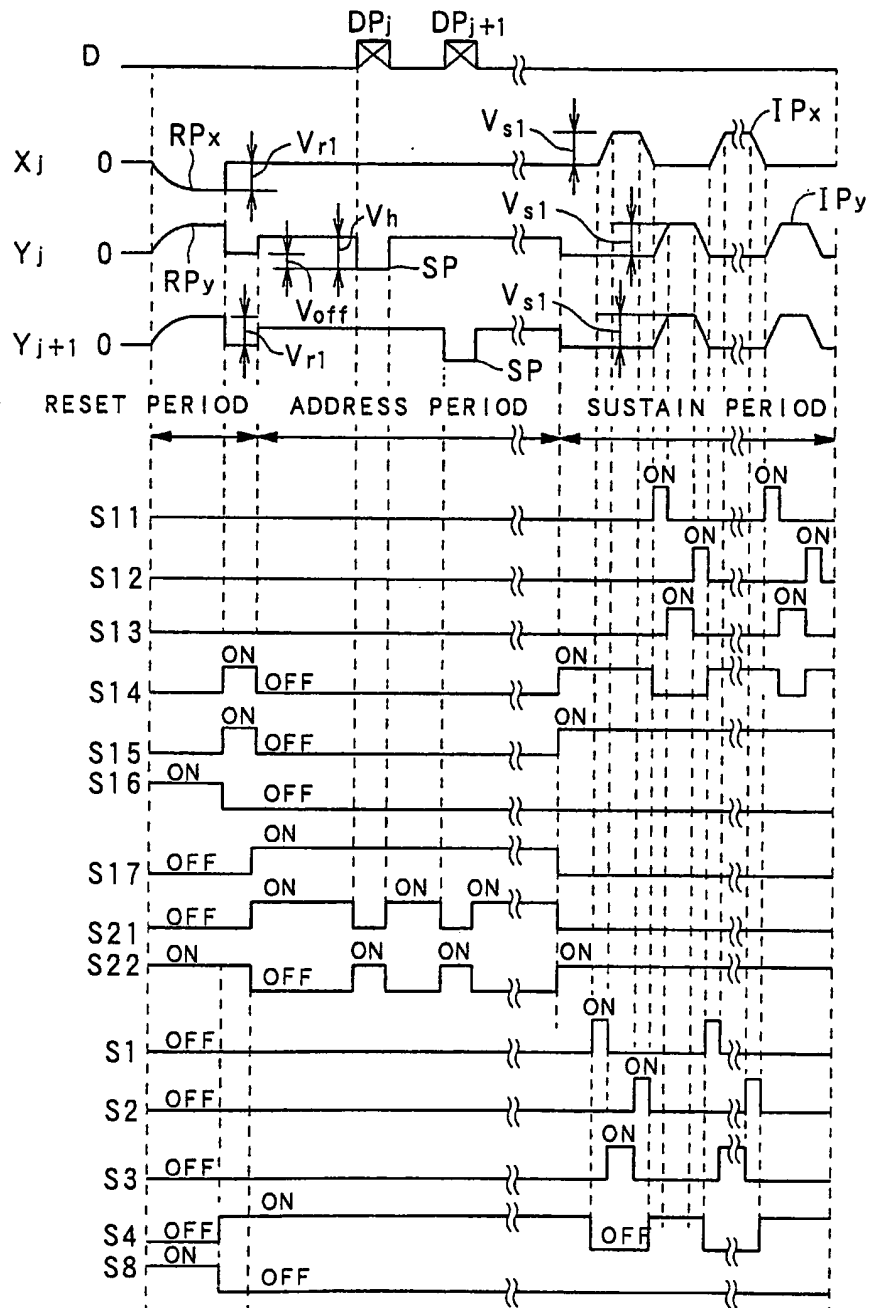 DPj DPj+1
D
RPx Vr1 Vs1 IPx
Xj 0
Vh Vs1 IPy
Yj 0
RPy Voff SP
Vs1
Yj+1 0
Vr1 SP
RESET PERIOD ADDRESS PERIOD SUSTAIN PERIOD
ON ON
S11
ON
S12
ON
S13
ON ON
S14 OFF
ON ON
S15 OFF
S16 ON
OFF
ON
S17 OFF
ON ON ON
S21 OFF
S22 ON ON ON ON
OFF
ON
S1 OFF
ON
S2 OFF
ON
S3 OFF
ON
S4 OFF OFF
S8 ON
OFF